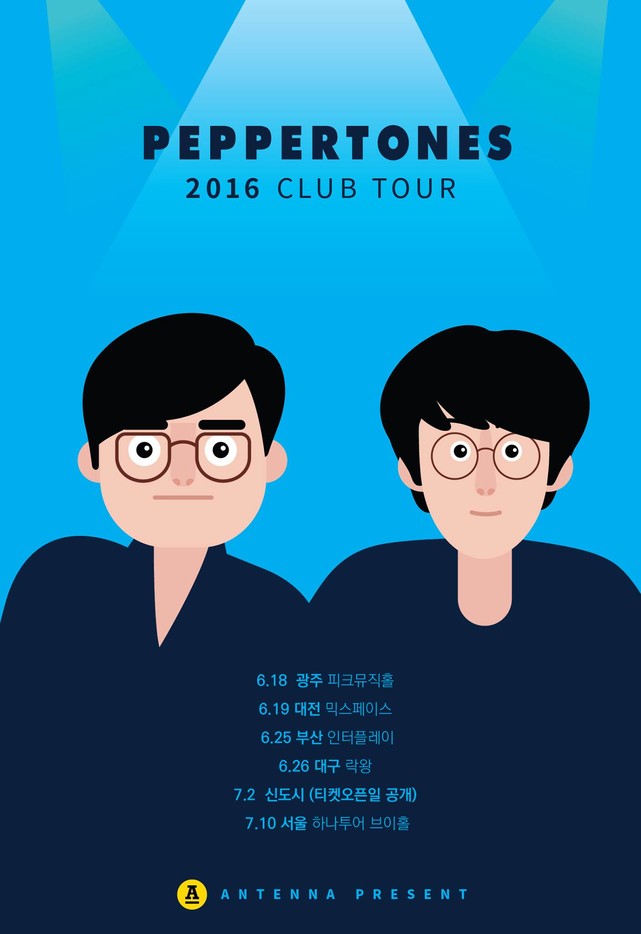 PEPPERTONES
2016 CLUB TOUR
6.18 광주 피크뮤직홀
6.19 대전 믹스페이스
6.25 부산 인터플레이
6.26 대구 락왕
7.2 신도시 (티켓오픈일 공개)
7.10 서울 하나투어 브이홀
A ANTENNA PRESENT